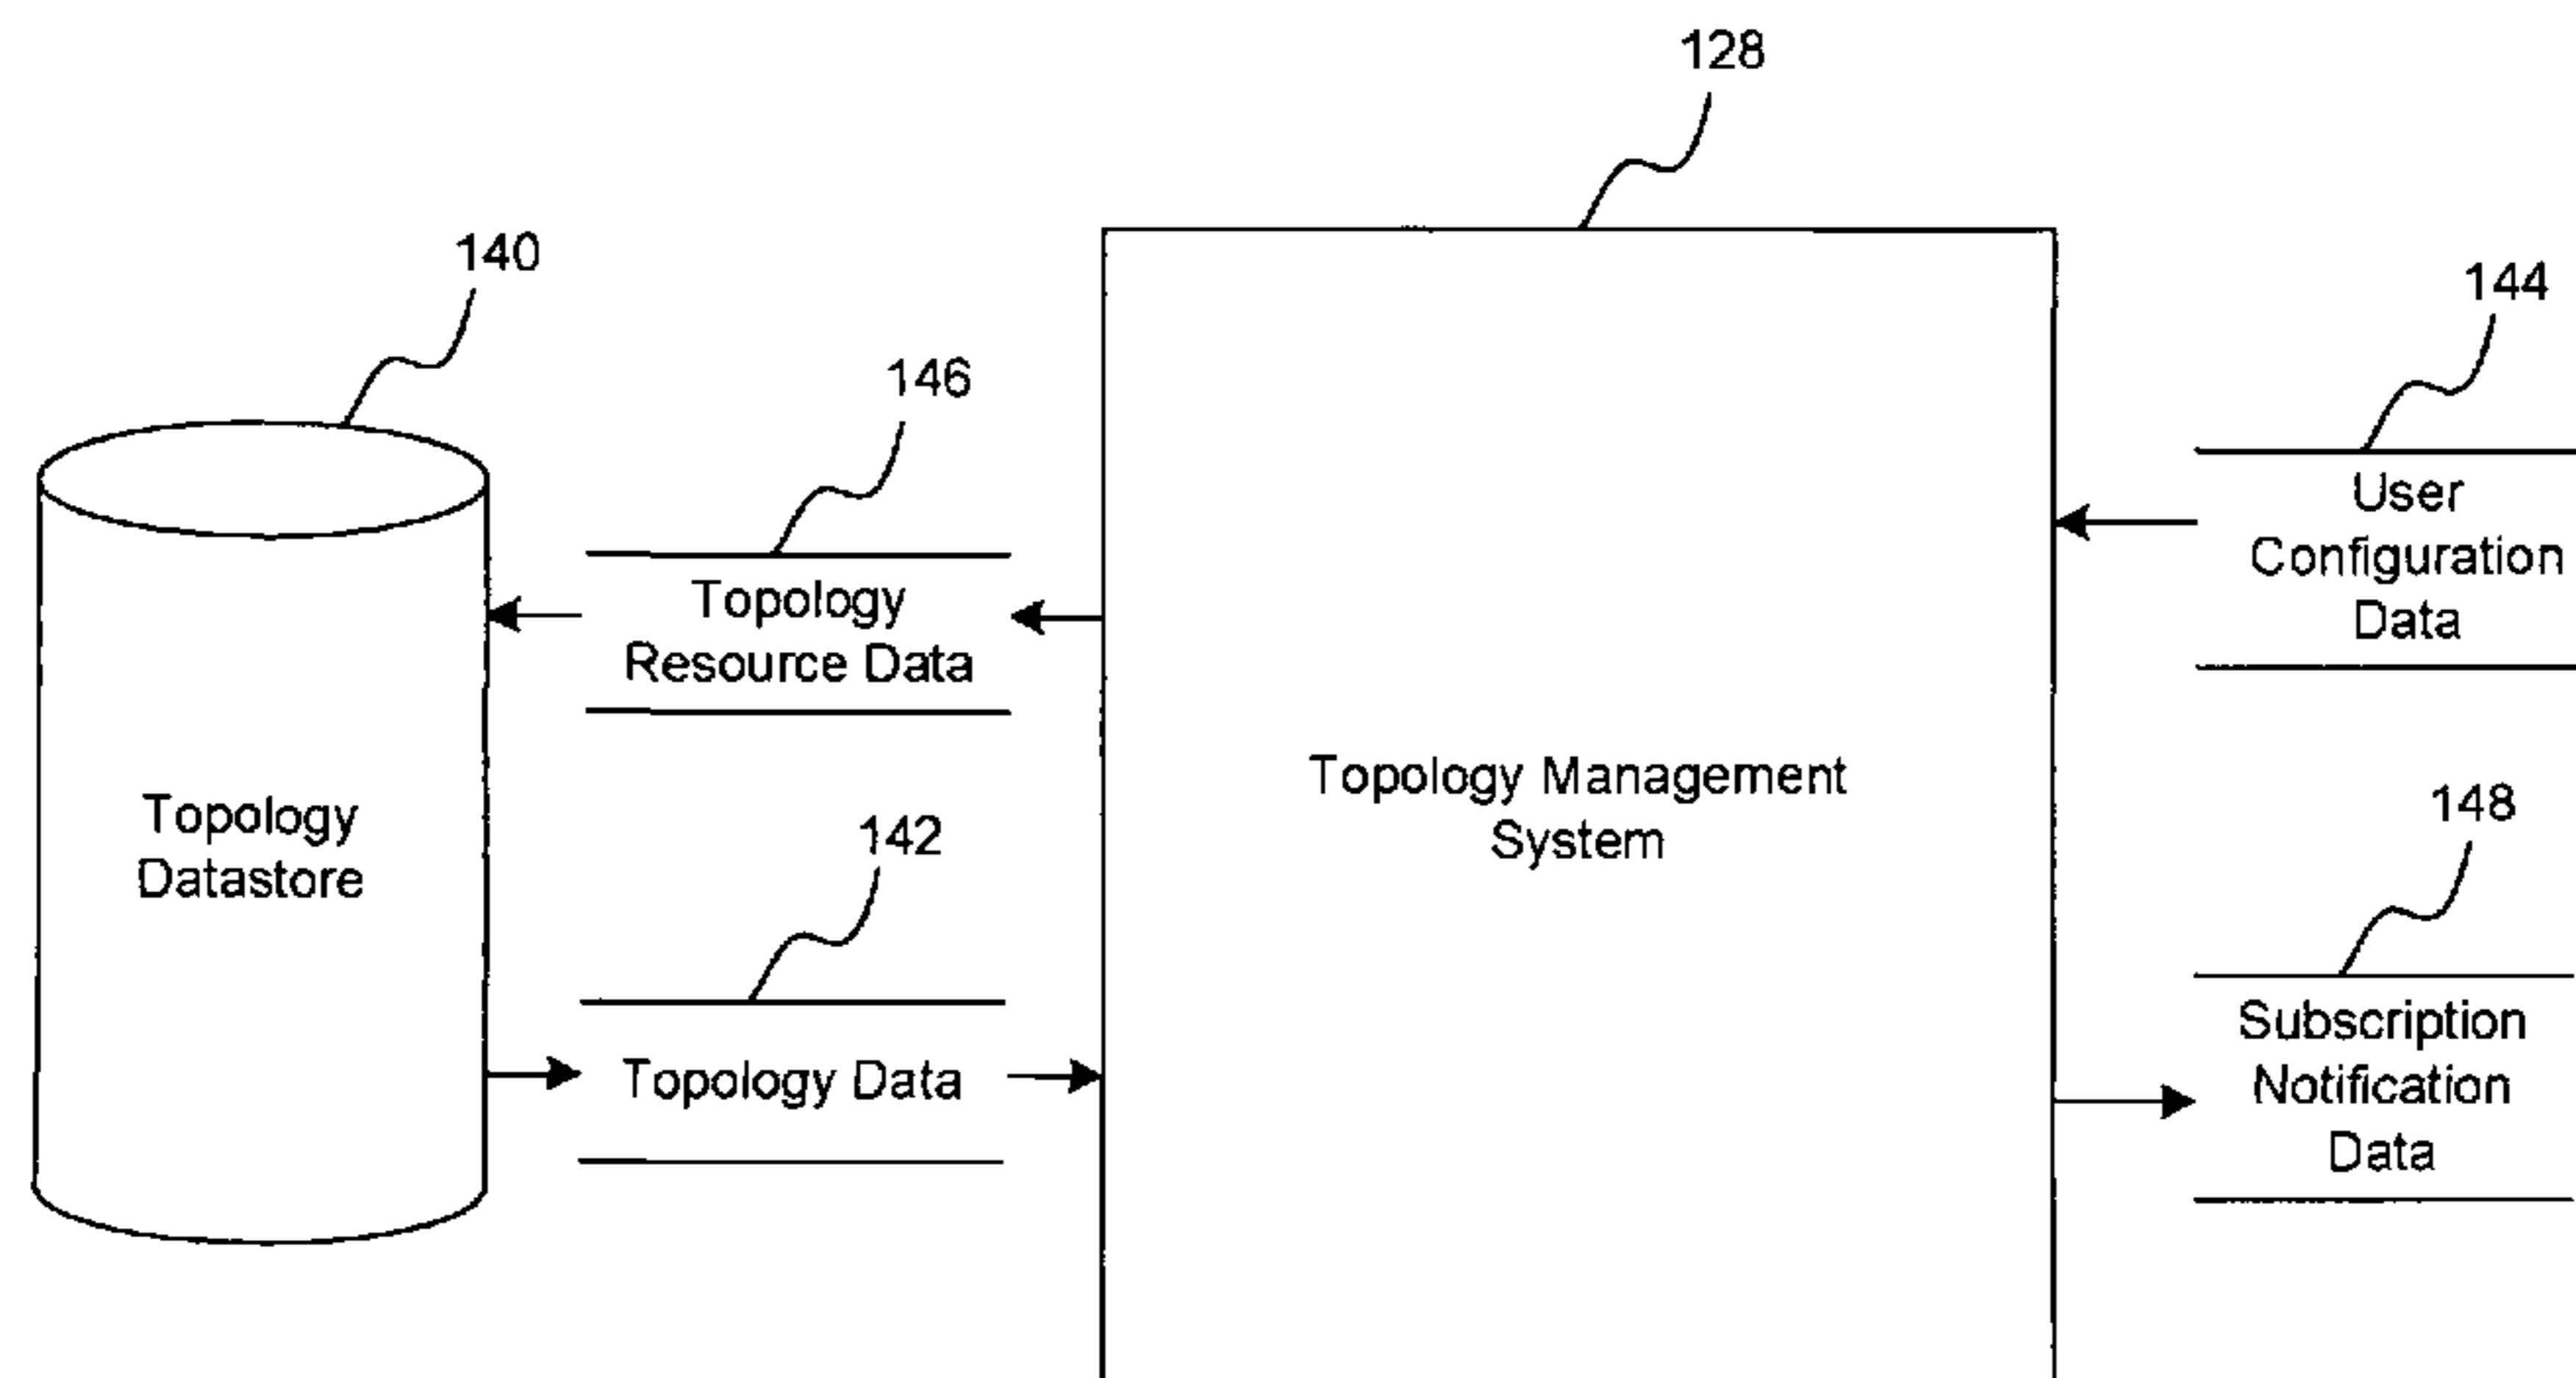 128
140
144
146
User
Configuration
Data
Topology
Resource Data
Topology Management
System
148
Topology
Datastore
142
Subscription
Notification
Data
Topology Data